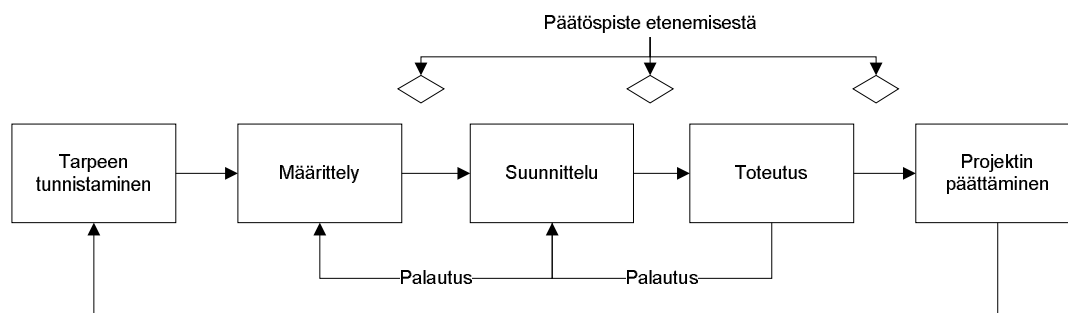 Päätöspiste etenemisestä
Tarpeen
tunnistaminen
Määrittely
Suunnittelu
Toteutus
Projektin
päättäminen
Palautus
Palautus